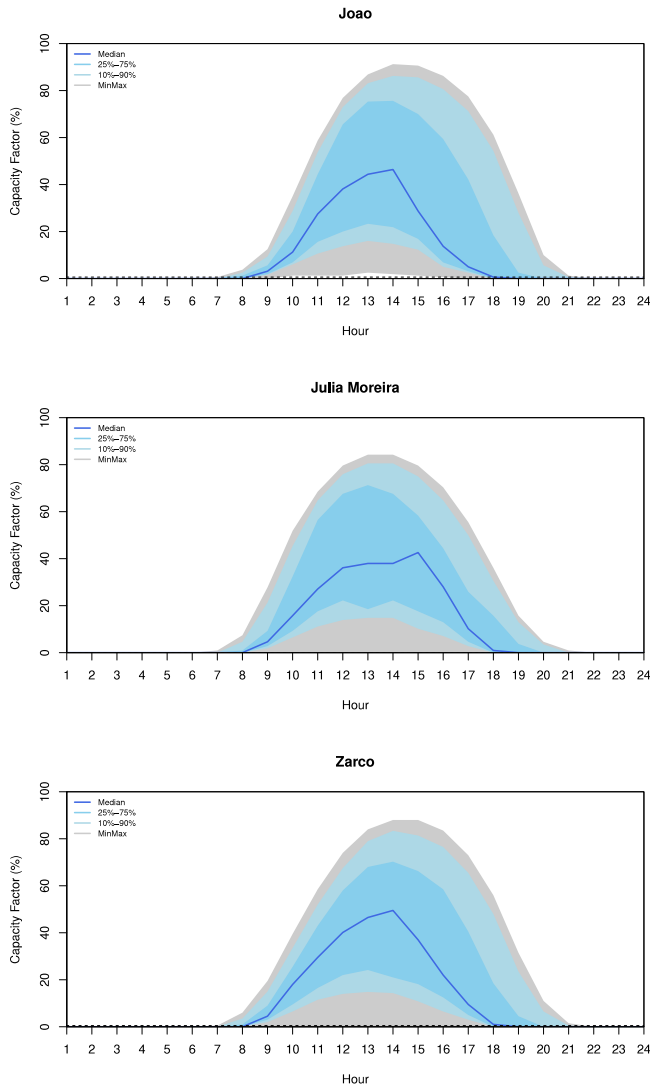 Joao
Capacity Factor (%)
0 20 40 60 80 100
Median
25%–75%
10%–90%
MinMax
1 2 3 4 5 6 7 8 9 10 11 12 13 14 15 16 17 18 19 20 21 22 23 24
Hour
Julia Moreira
Capacity Factor (%)
0 20 40 60 80 100
Median
25%–75%
10%–90%
MinMax
1 2 3 4 5 6 7 8 9 10 11 12 13 14 15 16 17 18 19 20 21 22 23 24
Hour
Zarco
Capacity Factor (%)
0 20 40 60 80 100
Median
25%–75%
10%–90%
MinMax
1 2 3 4 5 6 7 8 9 10 11 12 13 14 15 16 17 18 19 20 21 22 23 24
Hour